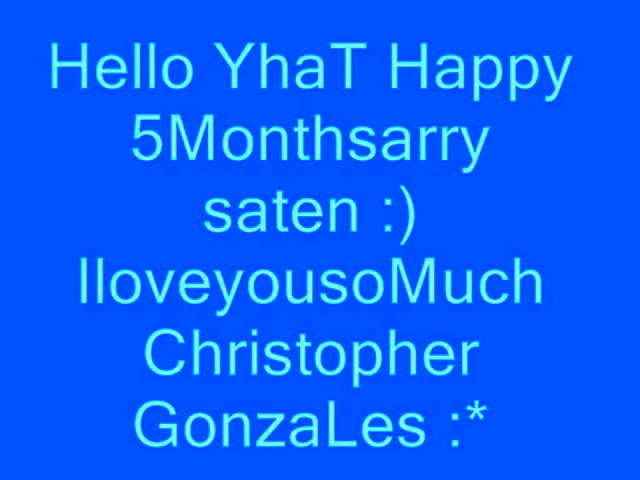 Hello YhaT Happy
5Monthsarry
saten :)
IloveyousoMuch
Christopher
GonzaLes :*